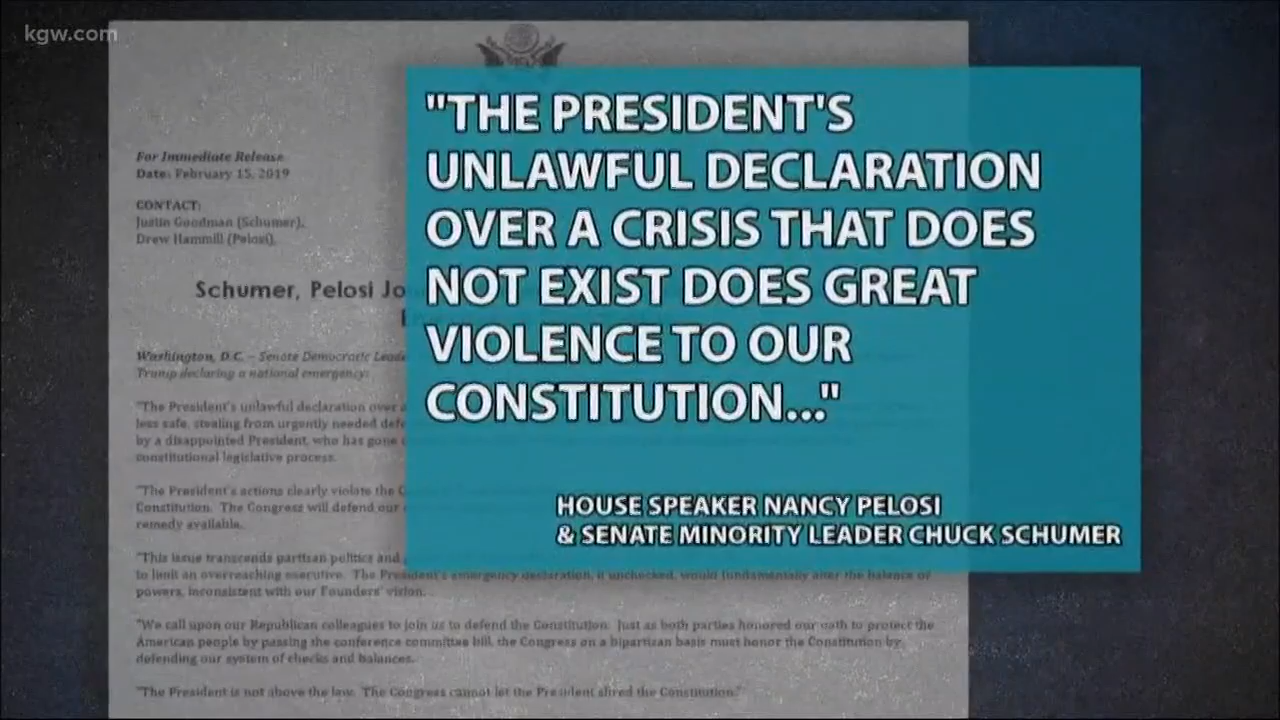 kgw.com
For Immediate Release
Date: February 15, 2019
CONTACT:
Justin Goodman (Schumer),
Drew Hammill (Pelosi),
Schumer, Pelosi Jo
Washington, D.C. – Senate Democratic Leade
Trump declaring a national emergency:
"The President's unlawful declaration over a
less safe, stealing from urgently needed defe
by a disappointed President, who has gone
constitutional legislative process.
"The President's actions clearly violate the C
Constitution. The Congress will defend our
remedy available.
"This issue transcends partisan politics and
to limit an overreaching executive. The President's emergency declaration, if unchecked, would fundamentally alter the balance of
powers, inconsistent with our Founders' vision.
"We call upon our Republican colleagues to join us to defend the Constitution. Just as both parties honored our oath to protect the
American people by passing the conference committee bill, the Congress on a bipartisan basis must honor the Constitution by
defending our system of checks and balances.
"The President is not above the law. The Congress cannot let the President shred the Constitution."
"THE PRESIDENT'S
UNLAWFUL DECLARATION
OVER A CRISIS THAT DOES
NOT EXIST DOES GREAT
VIOLENCE TO OUR
CONSTITUTION..."
HOUSE SPEAKER NANCY PELOSI
& SENATE MINORITY LEADER CHUCK SCHUMER